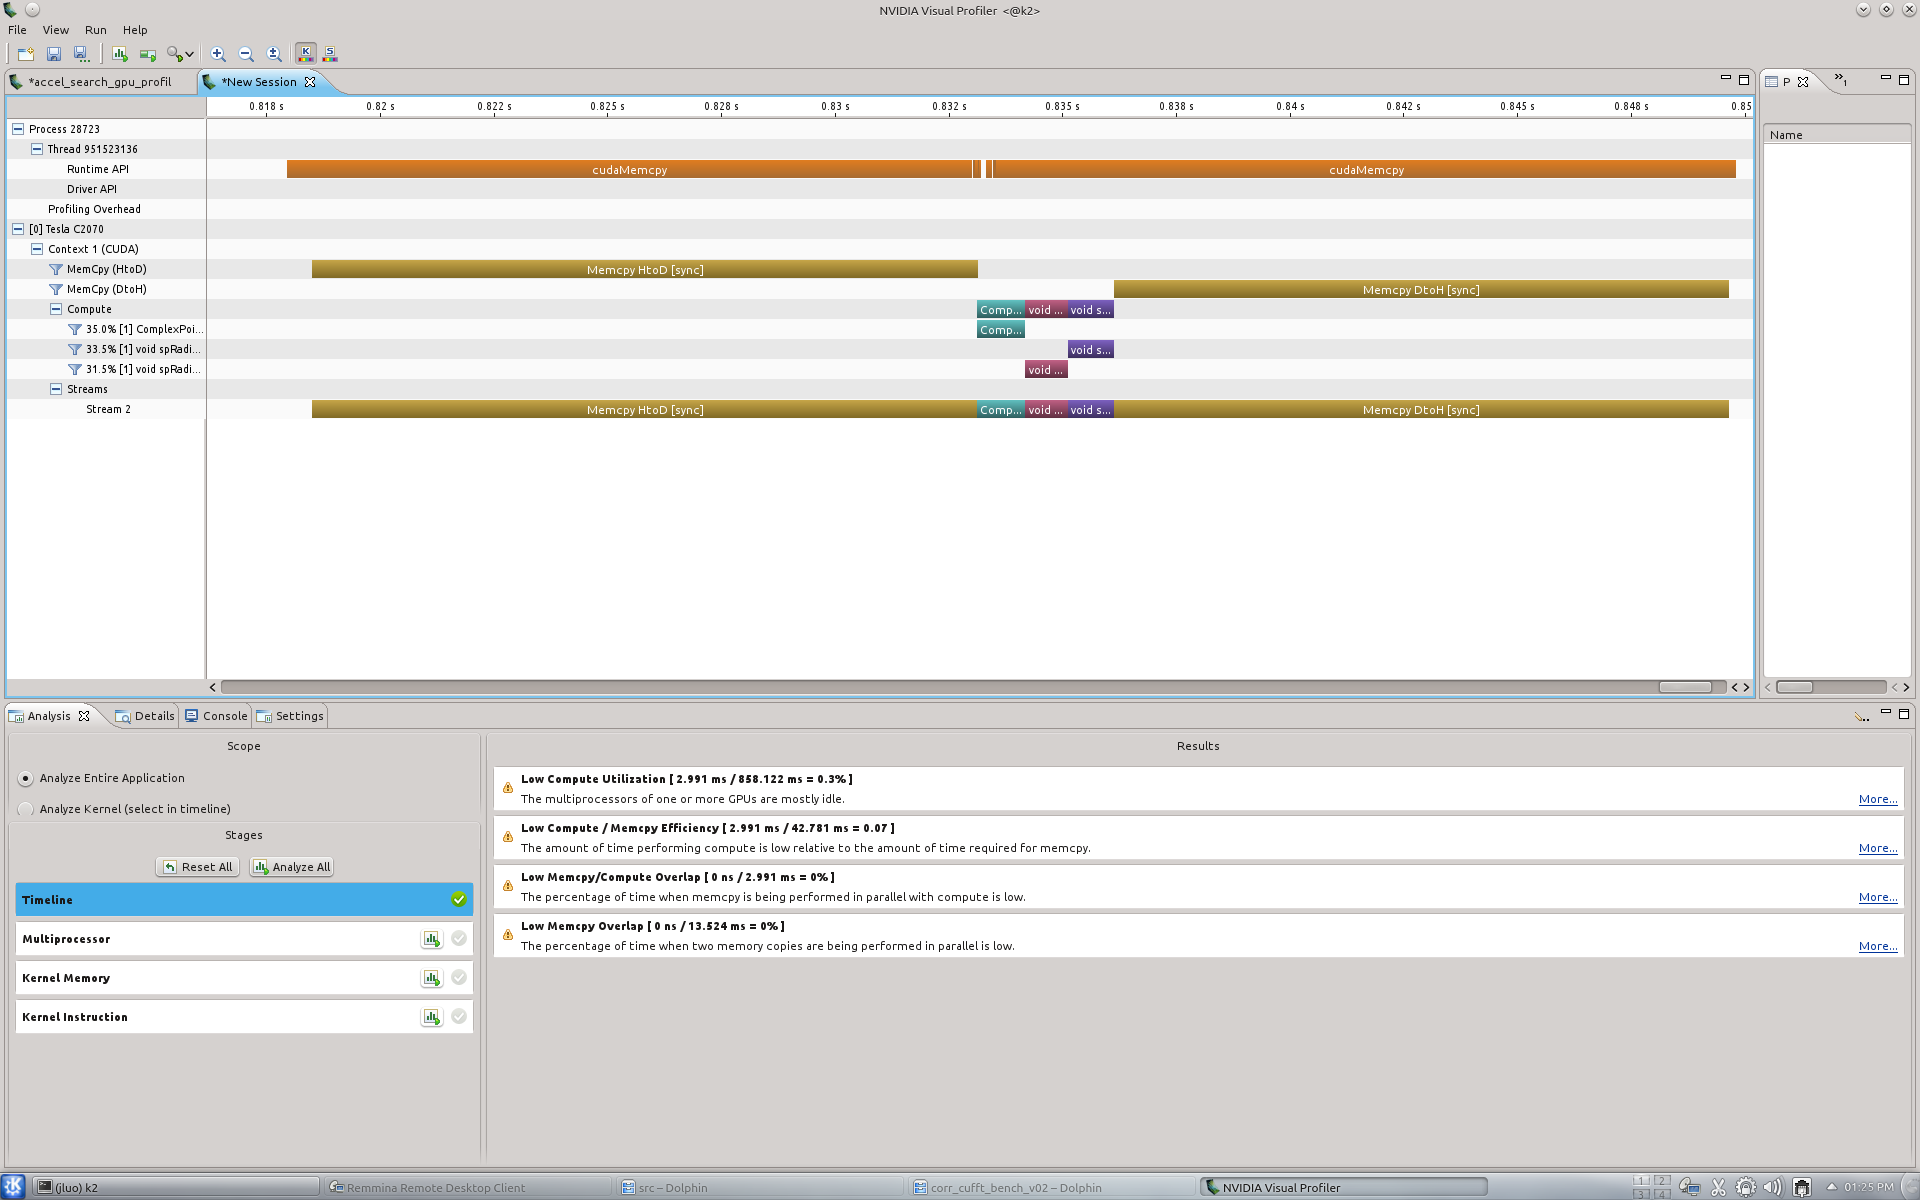 NVIDIA Visual Profiler <@k2>
File View Run Help
*accel_search_gpu_profil
*New Session
P
»1
0.818 s 0.82 s 0.822 s 0.825 s 0.828 s 0.83 s 0.832 s 0.835 s 0.838 s 0.84 s 0.842 s 0.845 s 0.848 s 0.85
Name
Process 28723
Thread 951523136
Runtime API cudaMemcpy cudaMemcpy
Driver API
Profiling Overhead
[0] Tesla C2070
Context 1 (CUDA)
MemCpy (HtoD) Memcpy HtoD [sync]
MemCpy (DtoH) Memcpy DtoH [sync]
Compute Comp... void ... void s...
35.0% [1] ComplexPoi... Comp...
33.5% [1] void spRadi... void s...
31.5% [1] void spRadi... void ...
Streams
Stream 2 Memcpy HtoD [sync] Comp... void ... void s... Memcpy DtoH [sync]
Analysis Details Console Settings
Scope
Analyze Entire Application
Analyze Kernel (select in timeline)
Stages
Reset All Analyze All
Timeline
Multiprocessor
Kernel Memory
Kernel Instruction
Results
Low Compute Utilization [ 2.991 ms / 858.122 ms = 0.3% ]
The multiprocessors of one or more GPUs are mostly idle.
More...
Low Compute / Memcpy Efficiency [ 2.991 ms / 42.781 ms = 0.07 ]
The amount of time performing compute is low relative to the amount of time required for memcpy.
More...
Low Memcpy/Compute Overlap [ 0 ns / 2.991 ms = 0% ]
The percentage of time when memcpy is being performed in parallel with compute is low.
More...
Low Memcpy Overlap [ 0 ns / 13.524 ms = 0% ]
The percentage of time when two memory copies are being performed in parallel is low.
More...
(jluo) k2
Remmina Remote Desktop Client
src – Dolphin
corr_cufft_bench_v02 – Dolphin
NVIDIA Visual Profiler
1 2
3 4
01:25 PM